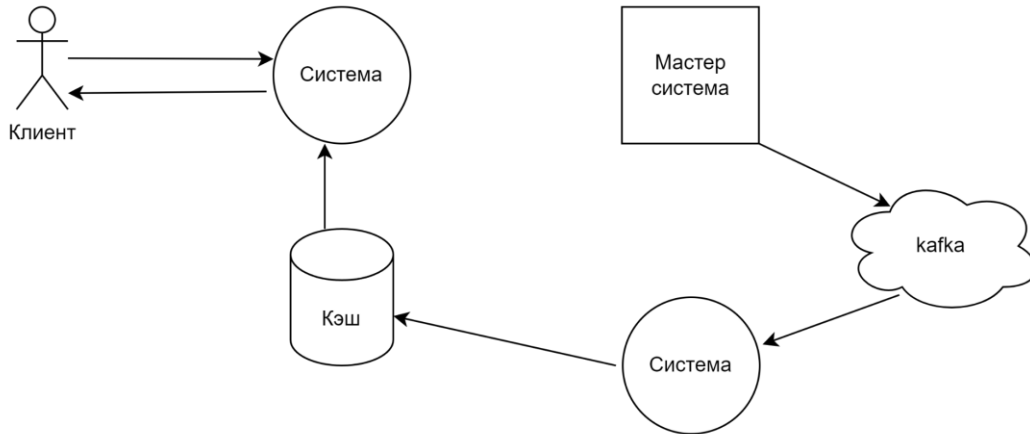 Клиент
Система
Мастер
система
kafka
Кэш
Система